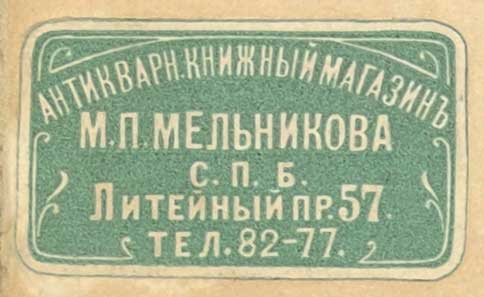 АНТИКВАРН. КНИЖНЫЙ МАГАЗИНЪ
М.П.МЕЛЬНИКОВА
С. П. Б.
ЛИТЕЙНЫЙ ПР. 57.
ТЕЛ. 82-77.